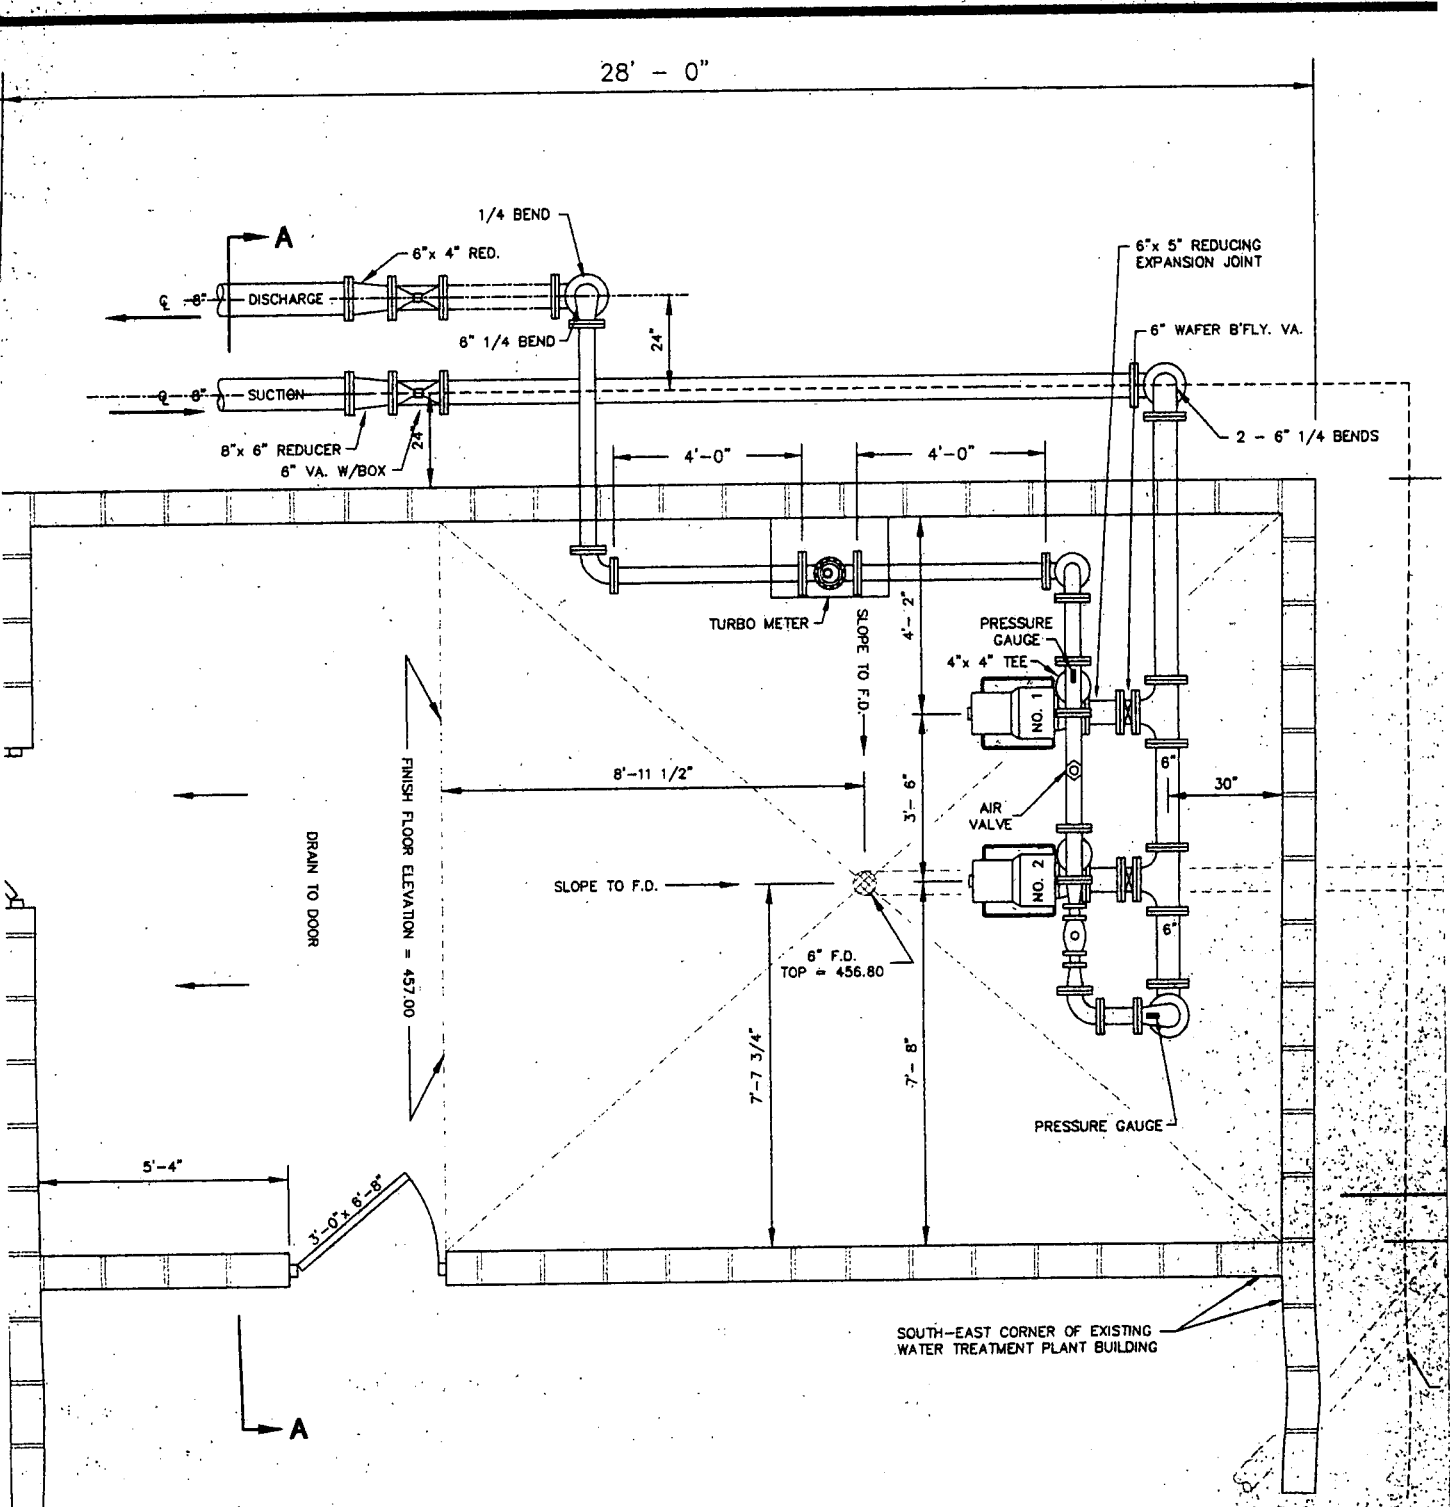 28' - 0"
1/4 BEND
A
6"x 4" RED.
6"x 5" REDUCING
EXPANSION JOINT
℄ 8" DISCHARGE
6" 1/4 BEND
24"
6" WAFER B'FLY. VA.
℄ 8" SUCTION
8"x 6" REDUCER
24"
6" VA. W/BOX
4'-0"
4'-0"
2 - 6" 1/4 BENDS
TURBO METER
SLOPE TO F.D.
4'- 2"
PRESSURE
GAUGE
4"x 4" TEE
NO. 1
FINISH FLOOR ELEVATION = 457.00
8'-11 1/2"
3'- 6"
6"
30"
AIR
VALVE
DRAIN TO DOOR
SLOPE TO F.D.
NO. 2
6"
6" F.D.
TOP = 456.80
7'-7 3/4"
7'- 8"
PRESSURE GAUGE
5'-4"
3'-0"x 6'-8"
SOUTH-EAST CORNER OF EXISTING
WATER TREATMENT PLANT BUILDING
A